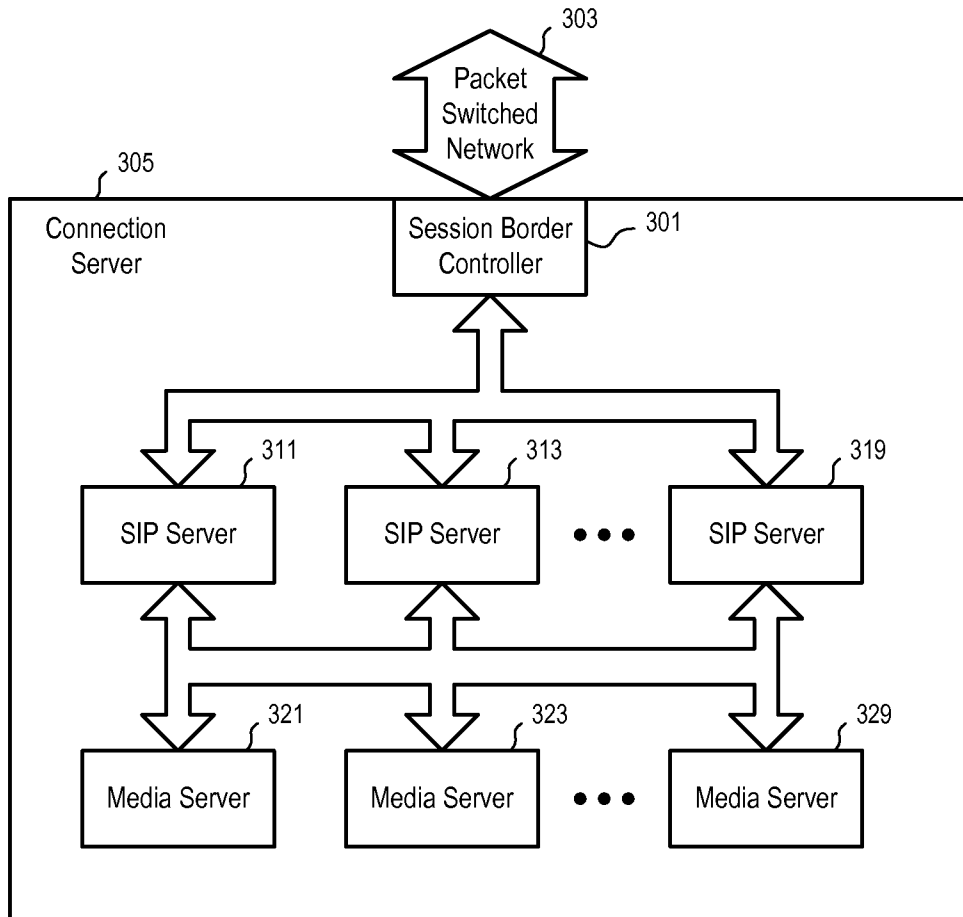 303
Packet
Switched
Network
305
Connection
Server
Session Border
Controller
301
311
313
319
SIP Server
SIP Server
SIP Server
321
323
329
Media Server
Media Server
Media Server